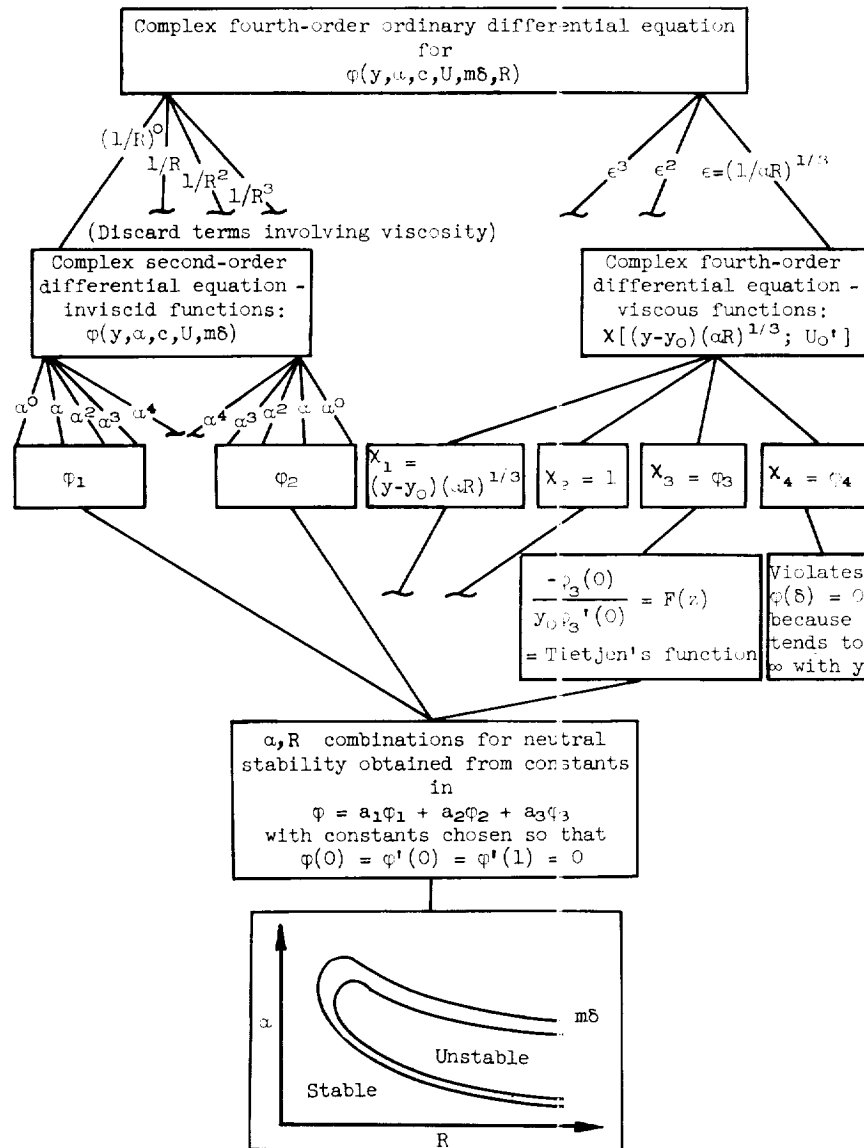 Complex fourth-order ordinary differential equation
for
φ(y,α,c,U,mδ,R)
(1/R)⁰
1/R
1/R²
1/R³
ϵ³
ϵ²
ϵ=(1/αR)^1/3
(Discard terms involving viscosity)
Complex second-order
differential equation -
inviscid functions:
φ(y,α,c,U,mδ)
Complex fourth-order
differential equation -
viscous functions:
χ[(y-y₀)(αR)^1/3; U₀']
α⁰
α
α²
α³
α⁴
α⁴
α³
α²
α
α⁰
φ₁
φ₂
χ₁ =
(y-y₀)(αR)^1/3
χ₂ = 1
χ₃ = φ₃
χ₄ = φ₄
-φ₃(0)
y₀φ₃'(0)
= F(z)
= Tietjen's function
Violates
φ(δ) = 0
because
tends to
∞ with y
α,R combinations for neutral
stability obtained from constants
in
φ = a₁φ₁ + a₂φ₂ + a₃φ₃
with constants chosen so that
φ(0) = φ'(0) = φ'(1) = 0
α
mδ
Unstable
Stable
R